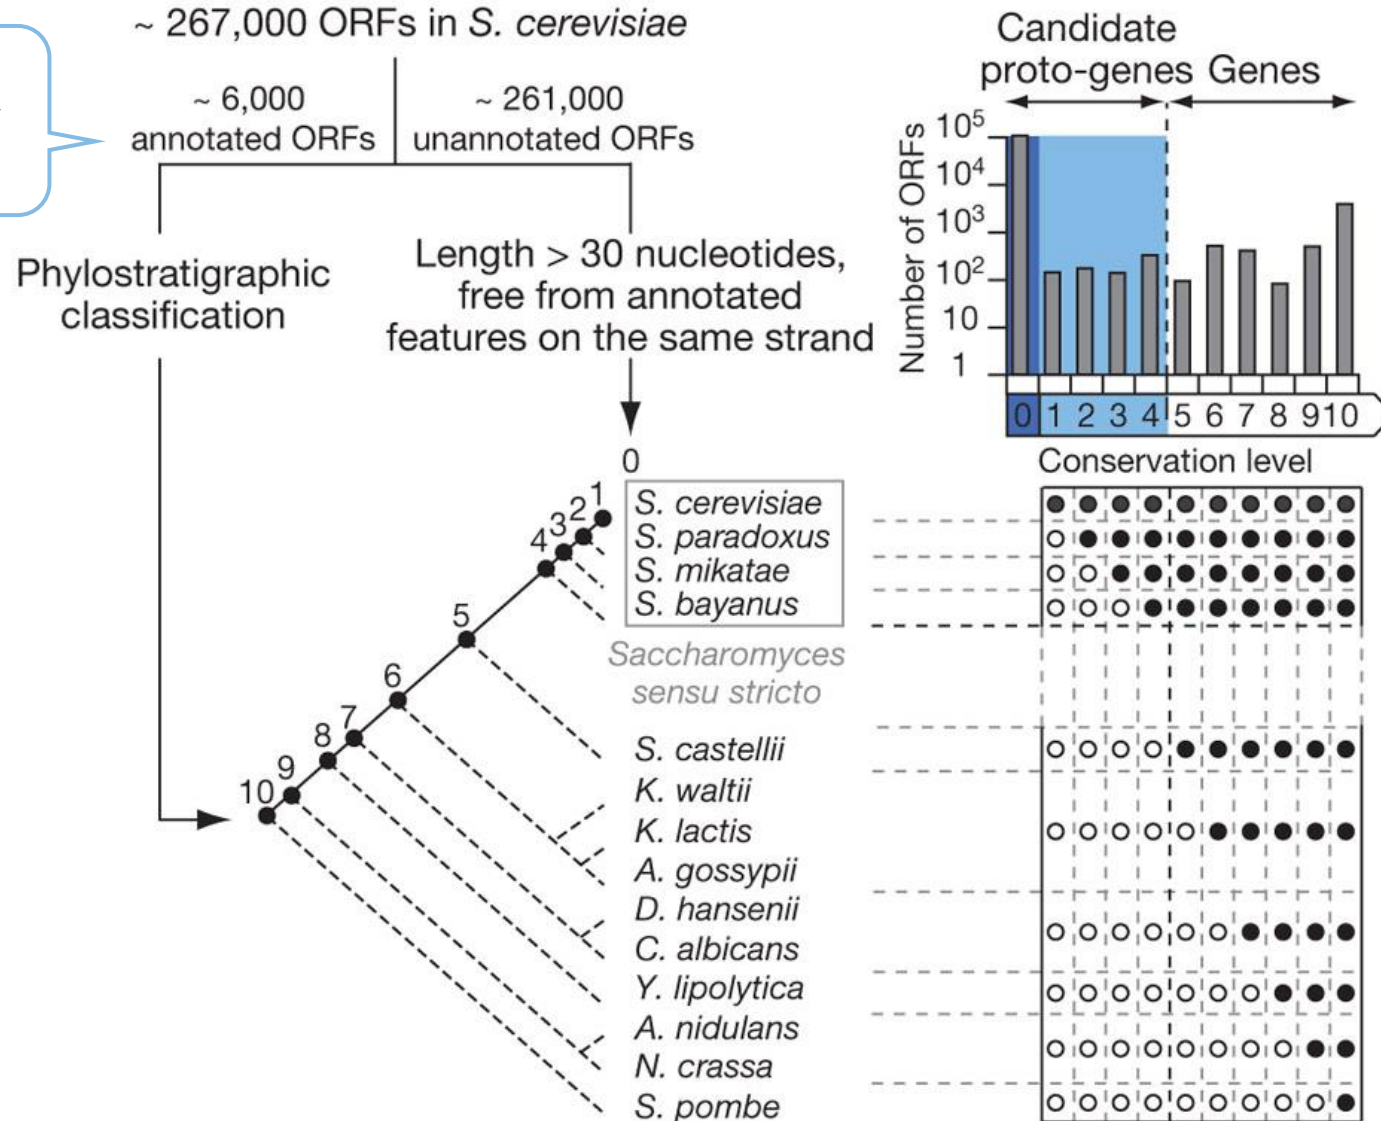 ~ 267,000 ORFs in S. cerevisiae
~ 6,000
annotated ORFs
~ 261,000
unannotated ORFs
Phylostratigraphic
classification
Length > 30 nucleotides,
free from annotated
features on the same strand
Candidate
proto-genes Genes
Number of ORFs
10⁵
10⁴
10³
10²
10
1
0 1 2 3 4 5 6 7 8 9 10
Conservation level
0
1
2
3
4
5
6
7
8
9
10
S. cerevisiae
S. paradoxus
S. mikatae
S. bayanus
Saccharomyces
sensu stricto
S. castellii
K. waltii
K. lactis
A. gossypii
D. hansenii
C. albicans
Y. lipolytica
A. nidulans
N. crassa
S. pombe